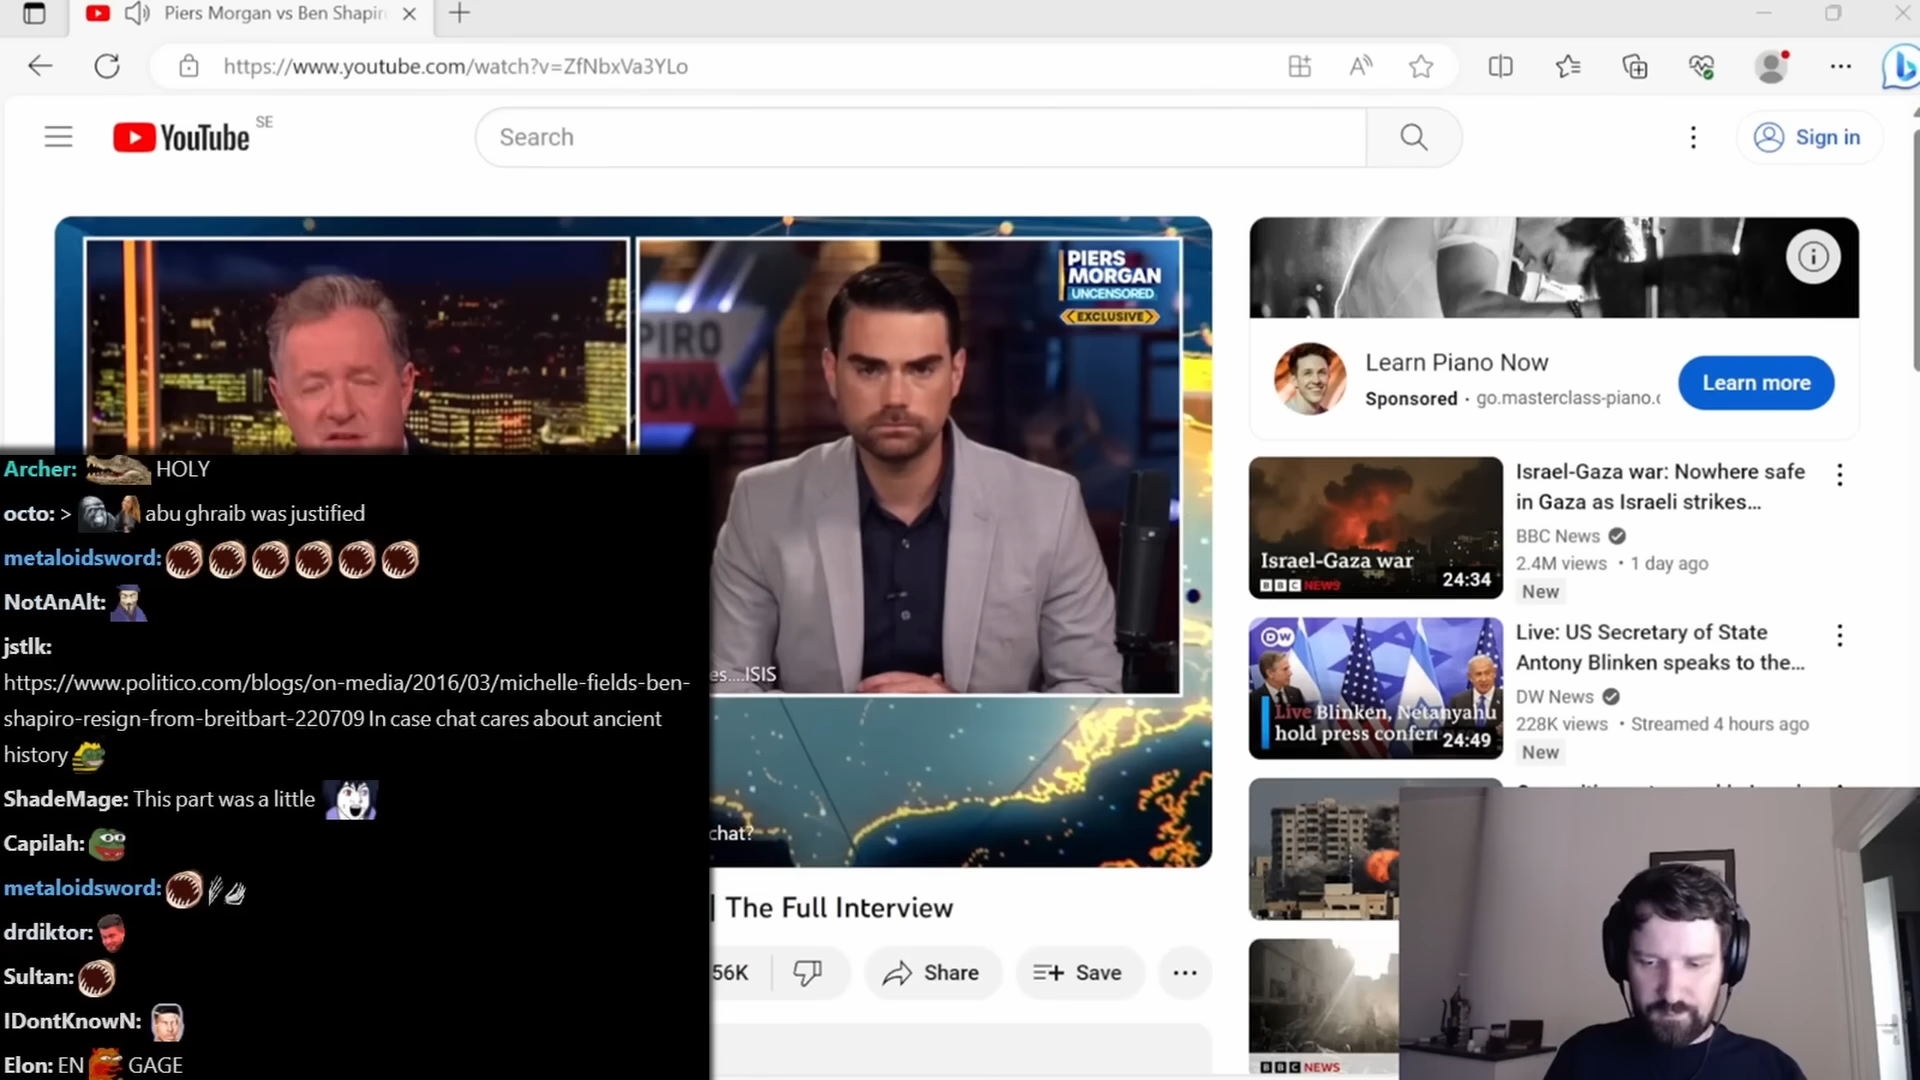 Piers Morgan vs Ben Shapir
https://www.youtube.com/watch?v=ZfNbxVa3YLo
YouTube SE
Search
Sign in
PIERS
MORGAN
UNCENSORED
EXCLUSIVE
Learn Piano Now
Sponsored · go.masterclass-piano.c
Learn more
Israel-Gaza war
BBC NEWS
24:34
Israel-Gaza war: Nowhere safe
in Gaza as Israeli strikes...
BBC News
2.4M views • 1 day ago
New
DW
Live Blinken, Netanyahu
hold press confer
24:49
Live: US Secretary of State
Antony Blinken speaks to the...
DW News
228K views • Streamed 4 hours ago
New
BBC NEWS
es....ISIS
chat?
| The Full Interview
56K
Share
Save
Archer: HOLY
octo: > abu ghraib was justified
metaloidsword:
NotAnAlt:
jstlk:
https://www.politico.com/blogs/on-media/2016/03/michelle-fields-ben-
shapiro-resign-from-breitbart-220709 In case chat cares about ancient
history
ShadeMage: This part was a little
Capilah:
metaloidsword:
drdiktor:
Sultan:
IDontKnowN:
Elon: EN GAGE